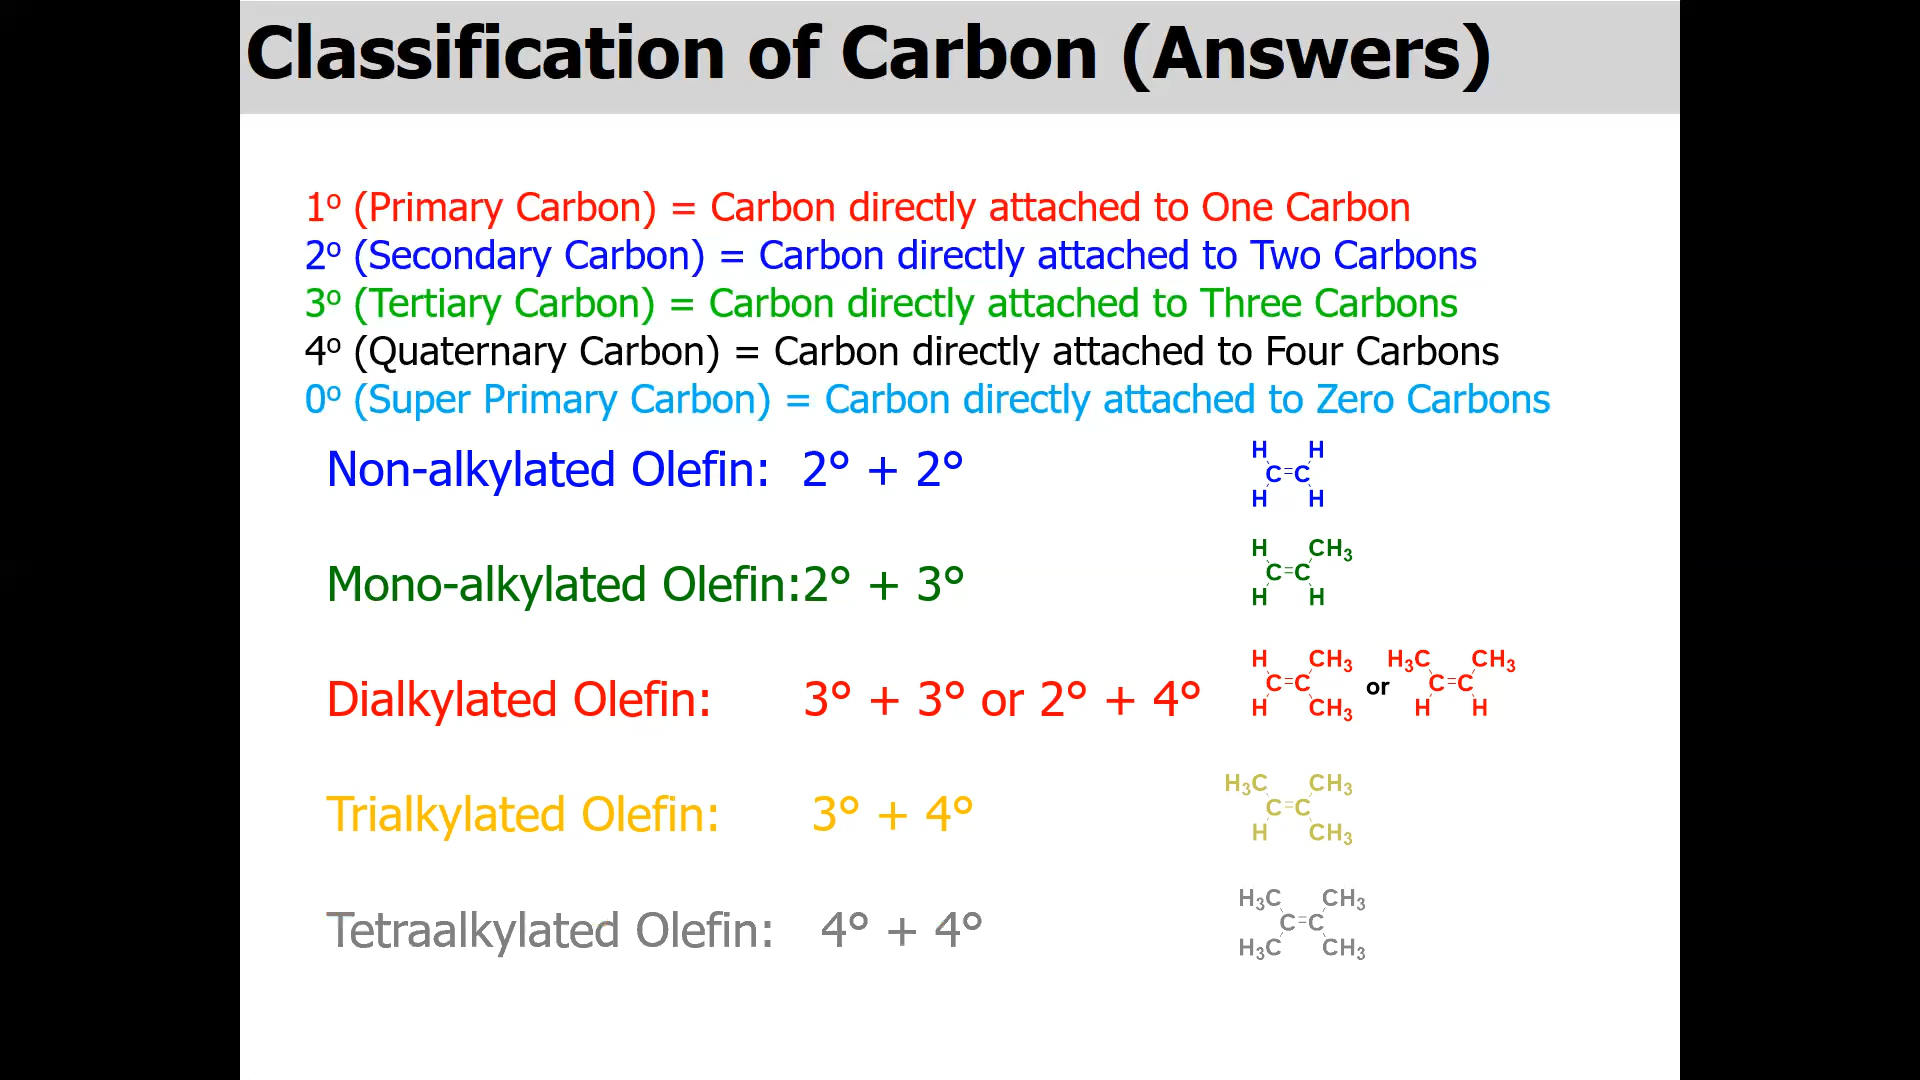 Classification of Carbon (Answers)
1º (Primary Carbon) = Carbon directly attached to One Carbon
2º (Secondary Carbon) = Carbon directly attached to Two Carbons
3º (Tertiary Carbon) = Carbon directly attached to Three Carbons
4º (Quaternary Carbon) = Carbon directly attached to Four Carbons
0º (Super Primary Carbon) = Carbon directly attached to Zero Carbons
Non-alkylated Olefin: 2° + 2°
H H
C=C
H H
Mono-alkylated Olefin:2° + 3°
H CH₃
C=C
H H
Dialkylated Olefin: 3° + 3° or 2° + 4°
H CH₃ H₃C CH₃
C=C or C=C
H CH₃ H H
Trialkylated Olefin: 3° + 4°
H₃C CH₃
C=C
H CH₃
Tetraalkylated Olefin: 4° + 4°
H₃C CH₃
C=C
H₃C CH₃